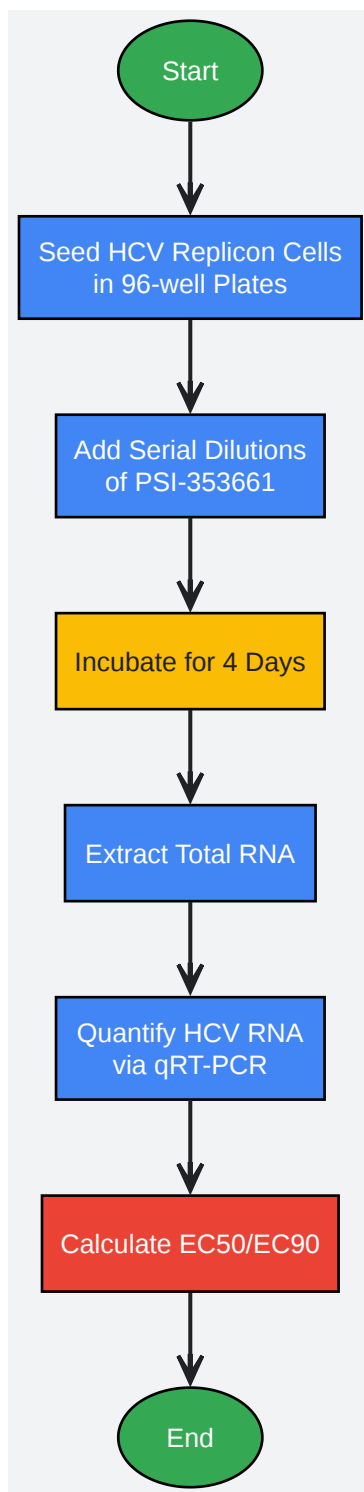 Start
Seed HCV Replicon Cells
in 96-well Plates
Add Serial Dilutions
of PSI-353661
Incubate for 4 Days
Extract Total RNA
Quantify HCV RNA
via qRT-PCR
Calculate EC50/EC90
End